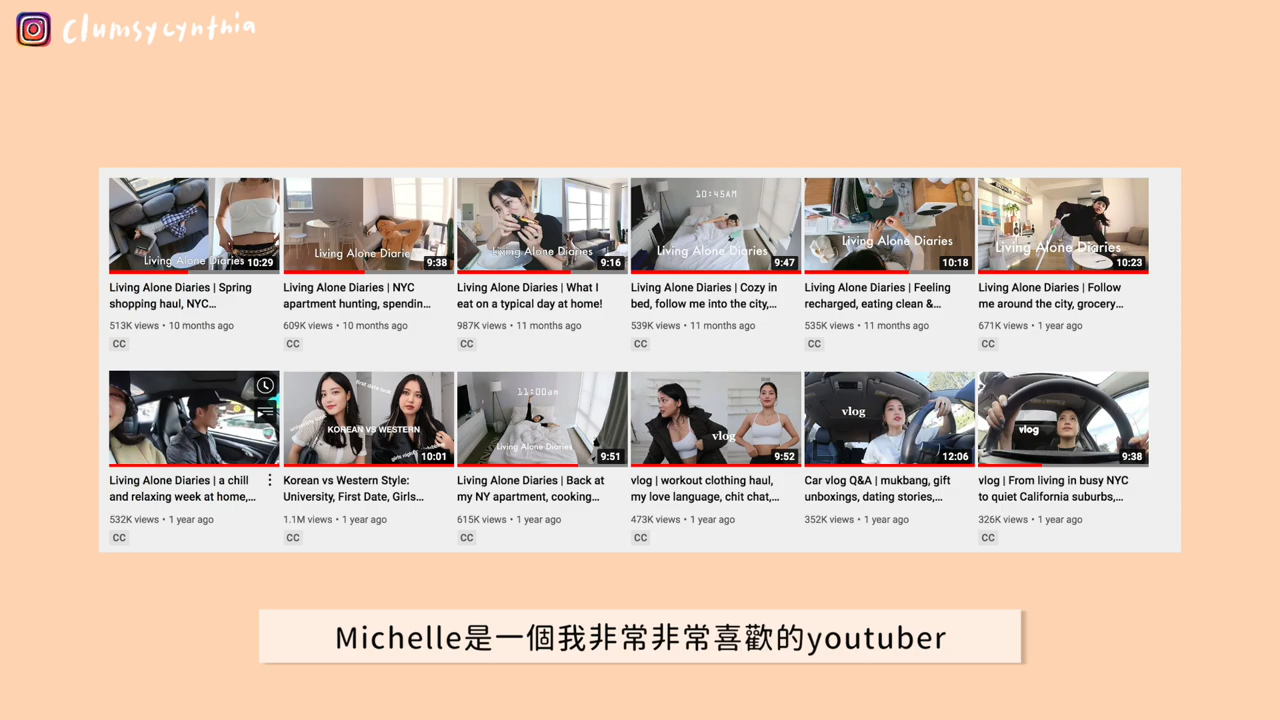 Clumsycynthia
Living Alone Diaries 10:29
Living Alone Diarie 9:38
Living Alone Diaries 9:16
10:45AM
Living Alone Diaries 9:47
Living Alone Diaries 10:18
Living Alone Diaries 10:23
Living Alone Diaries | Spring
shopping haul, NYC...
513K views • 10 months ago
CC
Living Alone Diaries | NYC
apartment hunting, spendin...
609K views • 10 months ago
CC
Living Alone Diaries | What I
eat on a typical day at home!
987K views • 11 months ago
CC
Living Alone Diaries | Cozy in
bed, follow me into the city,...
539K views • 11 months ago
CC
Living Alone Diaries | Feeling
recharged, eating clean &...
535K views • 11 months ago
CC
Living Alone Diaries | Follow
me around the city, grocery...
671K views • 1 year ago
CC
first date look
KOREAN VS WESTERN
girls night
10:01
11:00am
Living Alone Diaries
9:51
vlog
9:52
vlog
12:06
vlog
9:38
Living Alone Diaries | a chill
and relaxing week at home,...
532K views • 1 year ago
CC
Korean vs Western Style:
University, First Date, Girls...
1.1M views • 1 year ago
CC
Living Alone Diaries | Back at
my NY apartment, cooking...
615K views • 1 year ago
CC
vlog | workout clothing haul,
my love language, chit chat,...
473K views • 1 year ago
CC
Car vlog Q&A | mukbang, gift
unboxings, dating stories,...
352K views • 1 year ago
vlog | From living in busy NYC
to quiet California suburbs,...
326K views • 1 year ago
CC
Michelle是一個我非常非常喜歡的youtuber